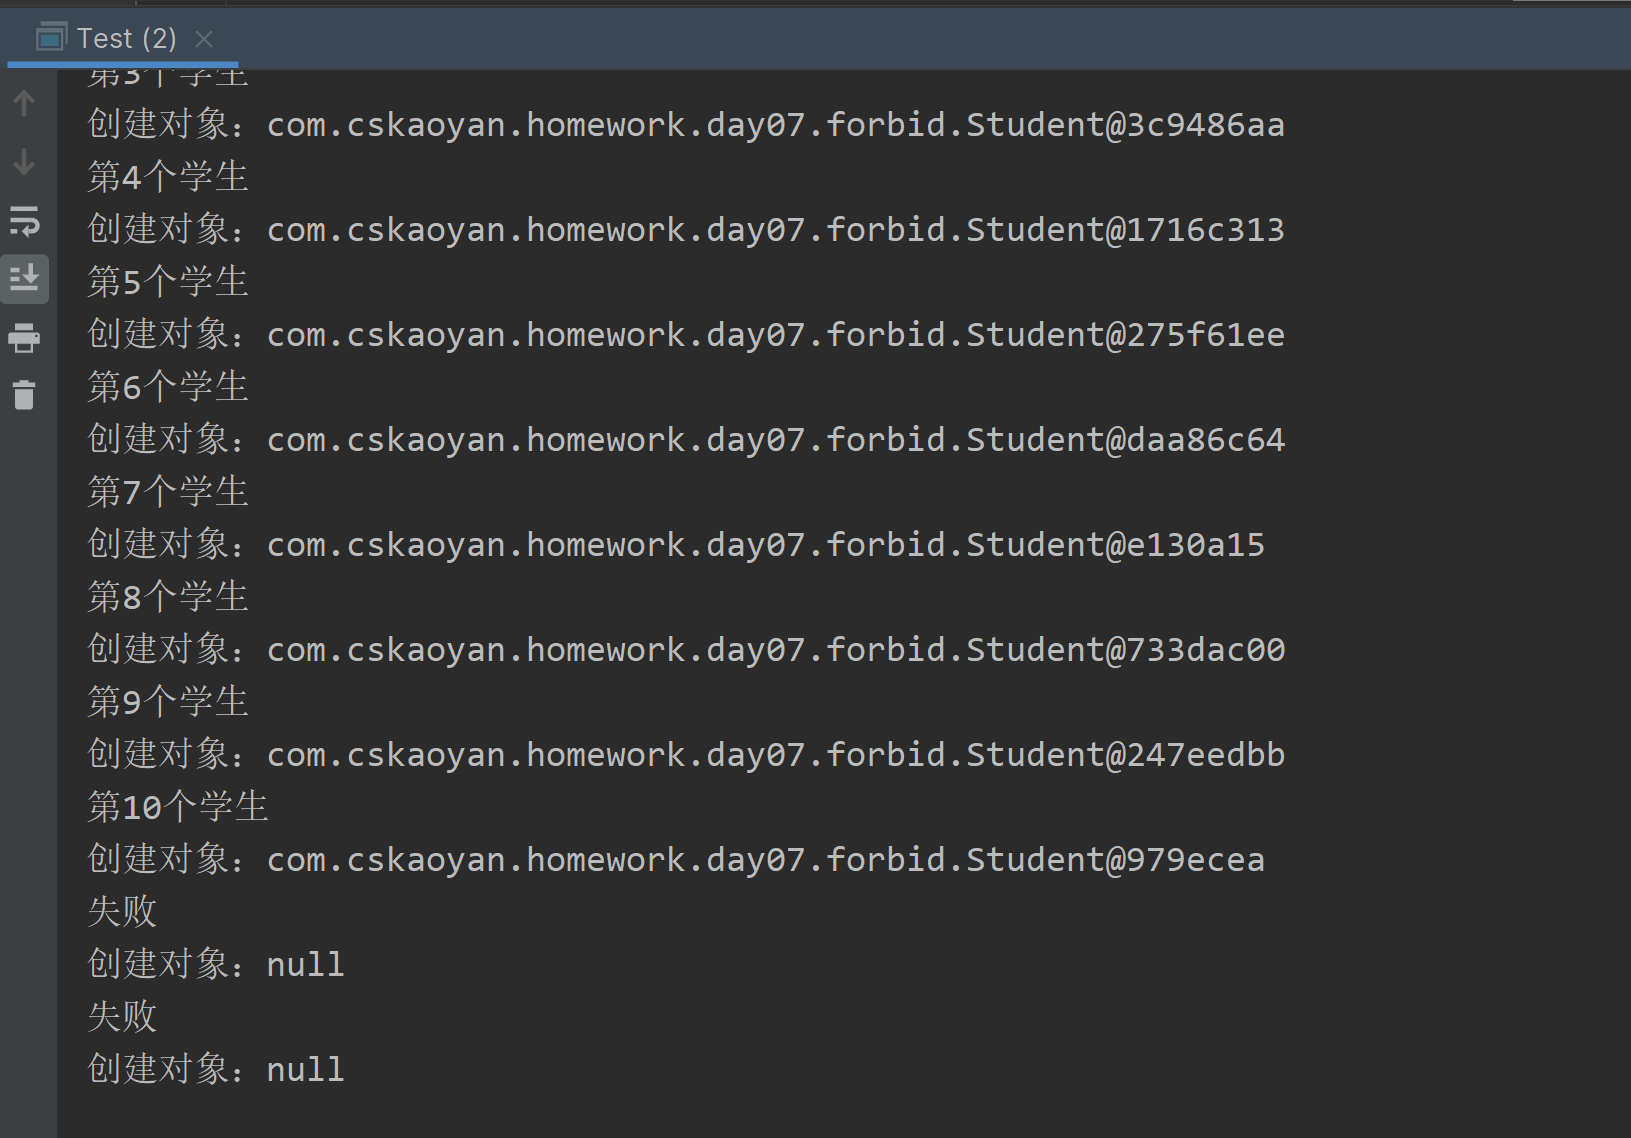 Test (2)
第3个学生
创建对象：com.cskaoyan.homework.day07.forbid.Student@3c9486aa
第4个学生
创建对象：com.cskaoyan.homework.day07.forbid.Student@1716c313
第5个学生
创建对象：com.cskaoyan.homework.day07.forbid.Student@275f61ee
第6个学生
创建对象：com.cskaoyan.homework.day07.forbid.Student@daa86c64
第7个学生
创建对象：com.cskaoyan.homework.day07.forbid.Student@e130a15
第8个学生
创建对象：com.cskaoyan.homework.day07.forbid.Student@733dac00
第9个学生
创建对象：com.cskaoyan.homework.day07.forbid.Student@247eedbb
第10个学生
创建对象：com.cskaoyan.homework.day07.forbid.Student@979ecea
失败
创建对象：null
失败
创建对象：null